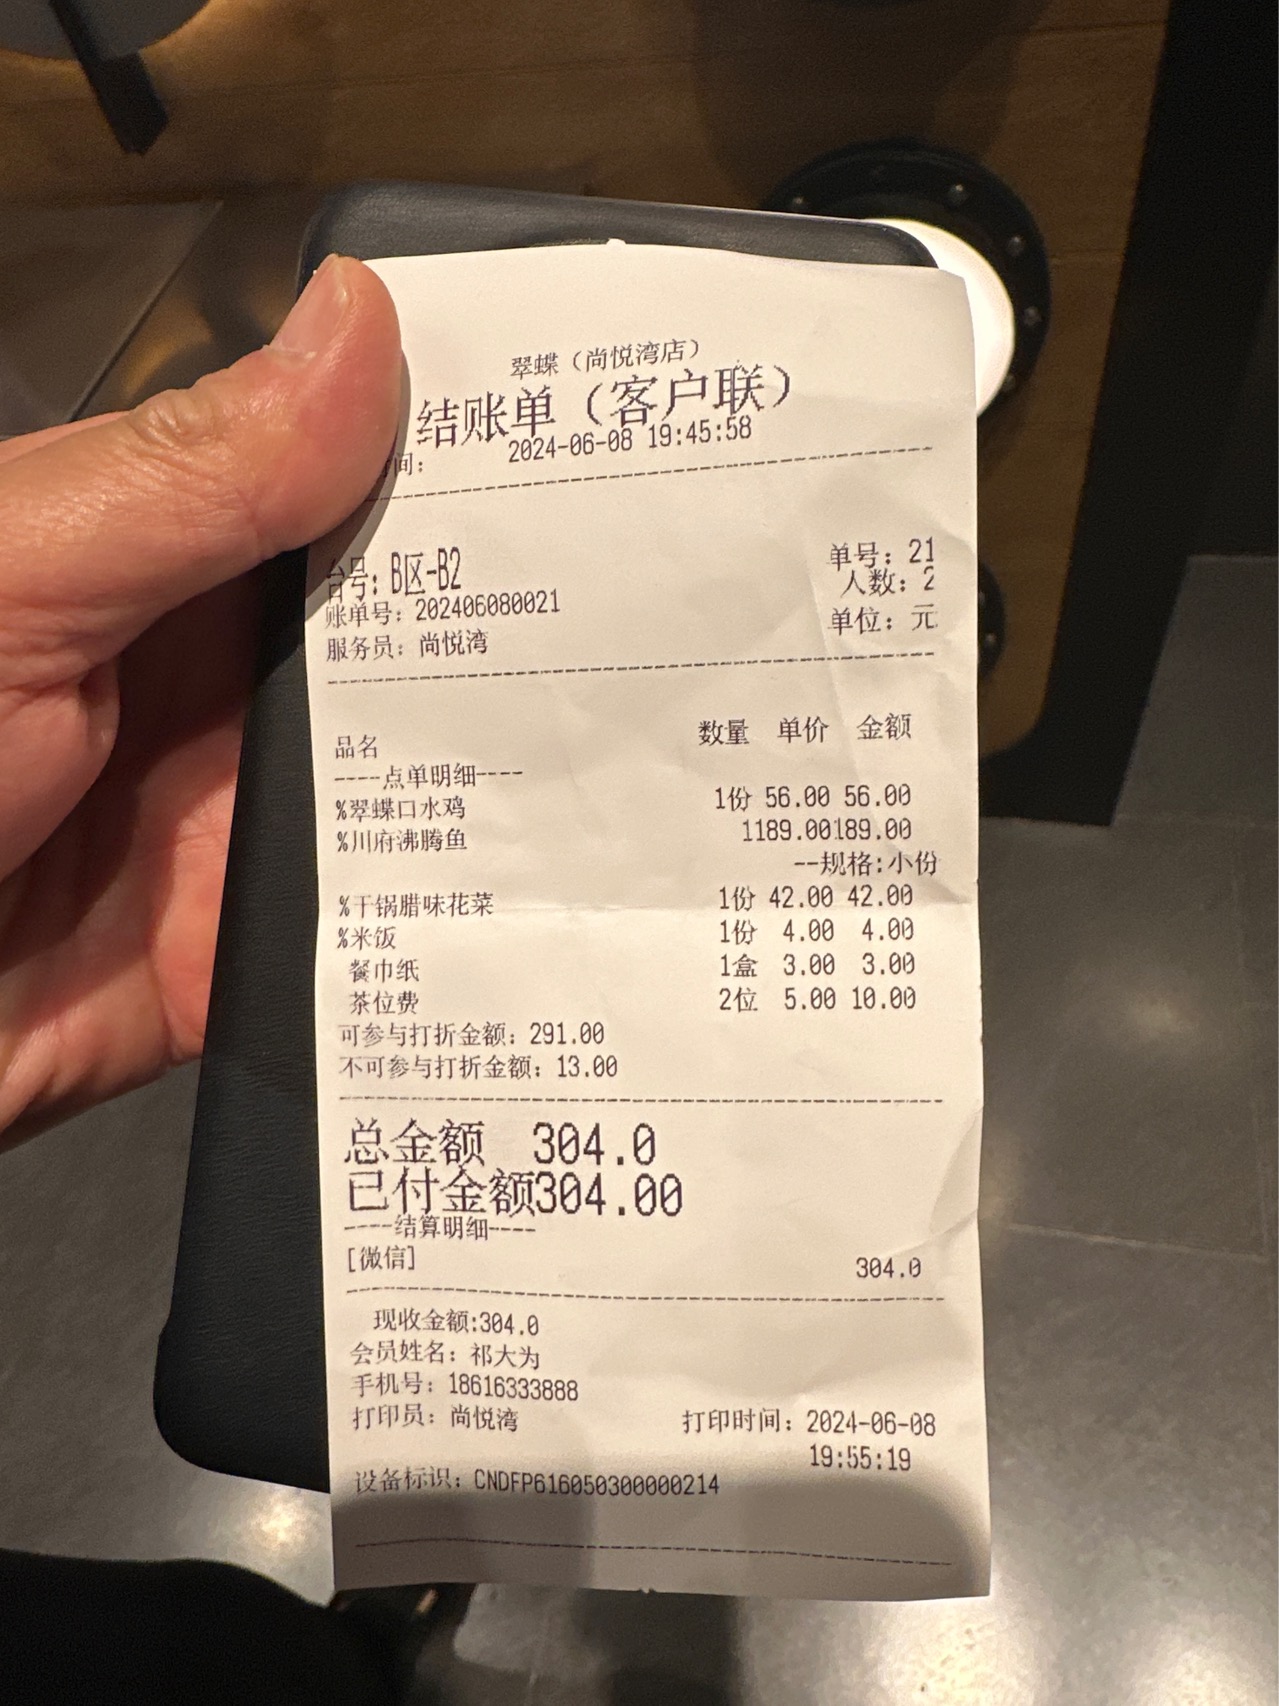 翠蝶（尚悦湾店）
结账单（客户联）
间： 2024-06-08 19:45:58
台号：B区-B2 单号：21
人数：2
账单号：202406080021 单位：元
服务员：尚悦湾
品名 数量 单价 金额
----点单明细----
%翠蝶口水鸡 1份 56.00 56.00
%川府沸腾鱼 1189.00189.00
--规格:小份
%干锅腊味花菜 1份 42.00 42.00
%米饭 1份 4.00 4.00
餐巾纸 1盒 3.00 3.00
茶位费 2位 5.00 10.00
可参与打折金额：291.00
不可参与打折金额：13.00
总金额 304.0
已付金额304.00
----结算明细----
[微信] 304.0
现收金额:304.0
会员姓名：祁大为
手机号：18616333888
打印员：尚悦湾 打印时间：2024-06-08
19:55:19
设备标识：CNDFP616050300000214